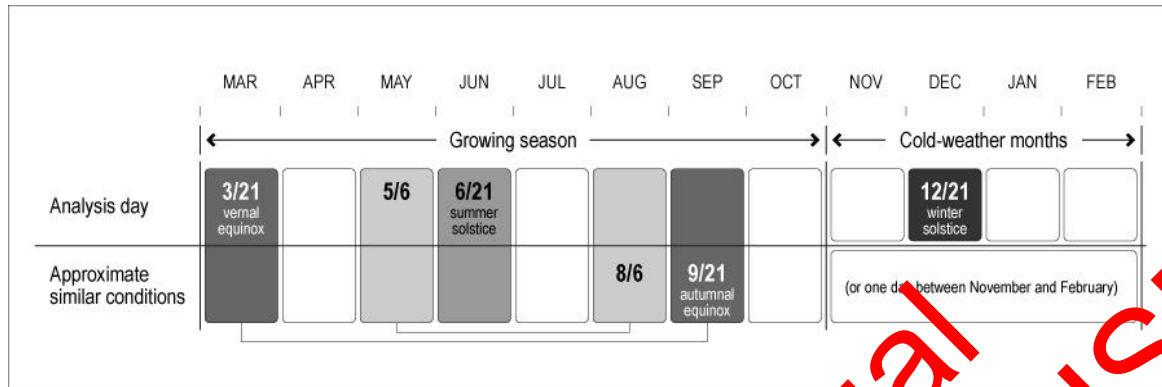 MAR APR MAY JUN JUL AUG SEP OCT NOV DEC JAN FEB
Growing season Cold-weather months
Analysis day
3/21
vernal
equinox
5/6
6/21
summer
solstice
12/21
winter
solstice
Approximate
similar conditions
8/6
9/21
autumnal
equinox
(or one day between November and February)